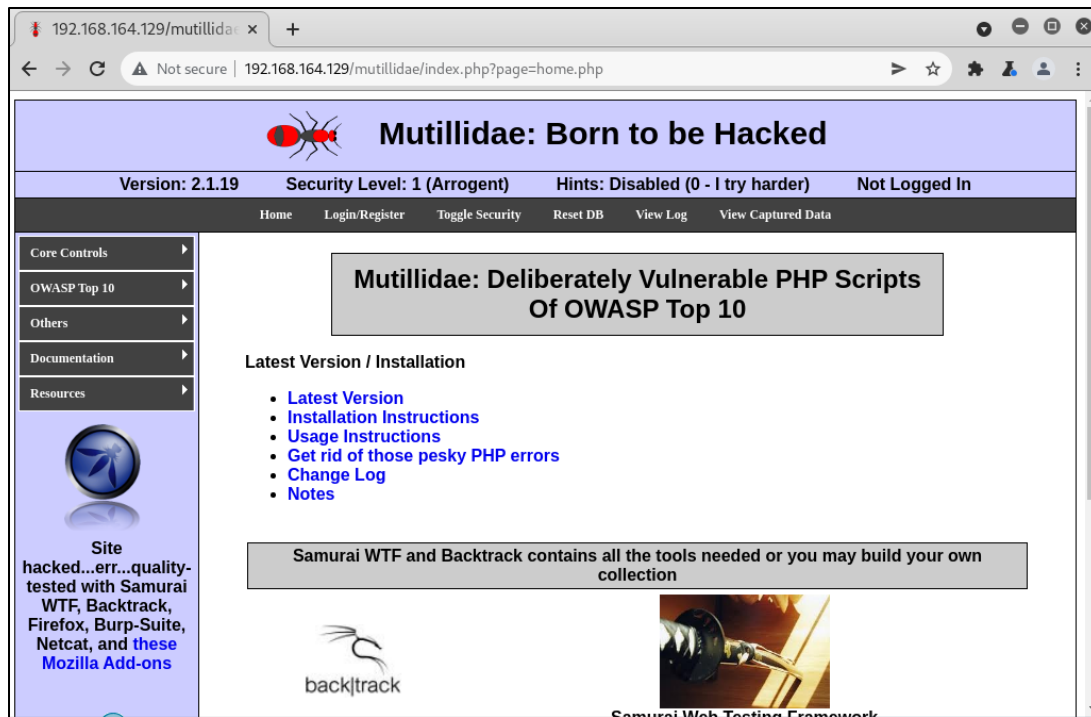 192.168.164.129/mutillida
Not secure | 192.168.164.129/mutillidae/index.php?page=home.php
Mutillidae: Born to be Hacked
Version: 2.1.19 Security Level: 1 (Arrogent) Hints: Disabled (0 - I try harder) Not Logged In
Home Login/Register Toggle Security Reset DB View Log View Captured Data
Core Controls
OWASP Top 10
Others
Documentation
Resources
Site
hacked...err...quality-
tested with Samurai
WTF, Backtrack,
Firefox, Burp-Suite,
Netcat, and these
Mozilla Add-ons
Mutillidae: Deliberately Vulnerable PHP Scripts
Of OWASP Top 10
Latest Version / Installation
Latest Version
Installation Instructions
Usage Instructions
Get rid of those pesky PHP errors
Change Log
Notes
Samurai WTF and Backtrack contains all the tools needed or you may build your own
collection
back|track
Samurai Web Testing Framework